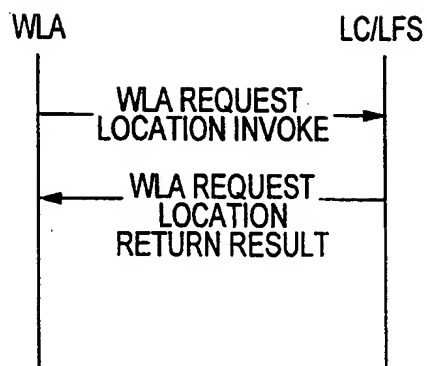 WLA LC/LFS
WLA REQUEST
LOCATION INVOKE
WLA REQUEST
LOCATION
RETURN RESULT